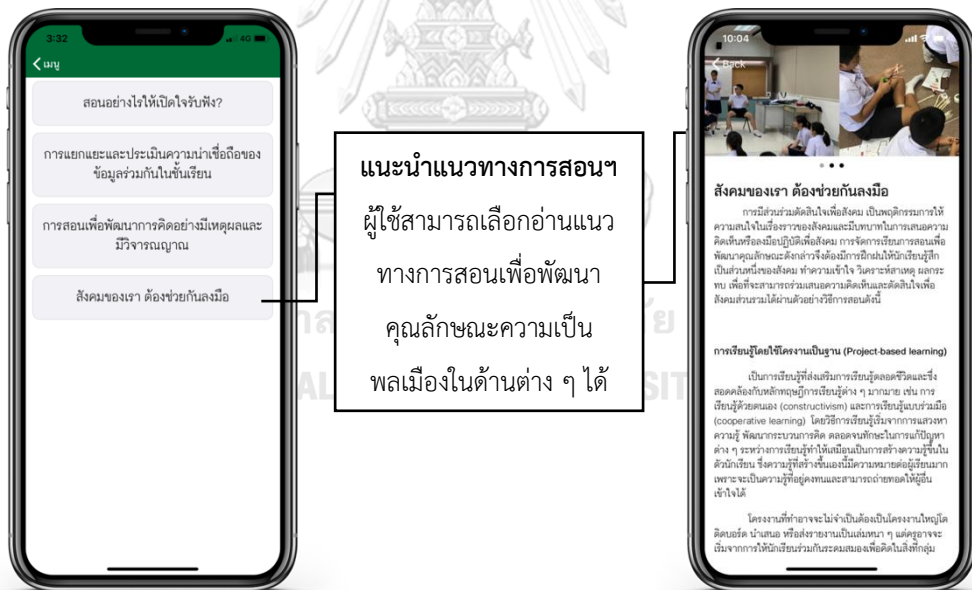 3:32
4G
เมนู
สอนอย่างไรให้เปิดใจรับฟัง?
การแยกแยะและประเมินความน่าเชื่อถือของ
ข้อมูลร่วมกันในชั้นเรียน
การสอนเพื่อพัฒนาการคิดอย่างมีเหตุผลและ
มีวิจารณญาณ
สังคมของเรา ต้องช่วยกันลงมือ
แนะนำแนวทางการสอนฯ
ผู้ใช้สามารถเลือกอ่านแนว
ทางการสอนเพื่อพัฒนา
คุณลักษณะความเป็น
พลเมืองในด้านต่าง ๆ ได้
10:04
Back
สังคมของเรา ต้องช่วยกันลงมือ
การมีส่วนร่วมตัดสินใจเพื่อสังคม เป็นพฤติกรรมการให้
ความสนใจในเรื่องราวของสังคมและมีบทบาทในการเสนอความ
คิดเห็นหรือลงมือปฏิบัติเพื่อสังคม การจัดการเรียนการสอนเพื่อ
พัฒนาคุณลักษณะดังกล่าวจึงต้องมีการฝึกฝนให้นักเรียนรู้สึก
เป็นส่วนหนึ่งของสังคม ทำความเข้าใจ วิเคราะห์สาเหตุ ผลกระ
ทบ เพื่อที่จะสามารถร่วมเสนอความคิดเห็นและตัดสินใจเพื่อ
สังคมส่วนรวมได้ผ่านตัวอย่างวิธีการสอนดังนี้
การเรียนรู้โดยใช้โครงงานเป็นฐาน (Project-based learning)
เป็นการเรียนรู้ที่ส่งเสริมการเรียนรู้ตลอดชีวิตและซึ่ง
สอดคล้องกับหลักทฤษฎีการเรียนรู้ต่าง ๆ มากมาย เช่น การ
เรียนรู้ด้วยตนเอง (constructivism) และการเรียนรู้แบบร่วมมือ
(cooperative learning) โดยวิธีการเรียนรู้เริ่มจากการแสวงหา
ความรู้ พัฒนากระบวนการคิด ตลอดจนทักษะในการแก้ปัญหา
ต่าง ๆ ระหว่างการเรียนรู้ทำให้เสมือนเป็นการสร้างความรู้ขึ้นใน
ตัวนักเรียน ซึ่งความรู้ที่สร้างขึ้นเองนี้มีความหมายต่อผู้เรียนมาก
เพราะจะเป็นความรู้ที่อยู่คงทนและสามารถถ่ายทอดให้ผู้อื่น
เข้าใจได้
โครงงานที่ทำอาจจะไม่จำเป็นต้องเป็นโครงงานใหญ่โต
ติดบอร์ด นำเสนอ หรือส่งรายงานเป็นเล่มหนา ๆ แต่ครูอาจจะ
เริ่มจากการให้นักเรียนร่วมกันระดมสมองเพื่อคิดในสิ่งที่กลุ่ม